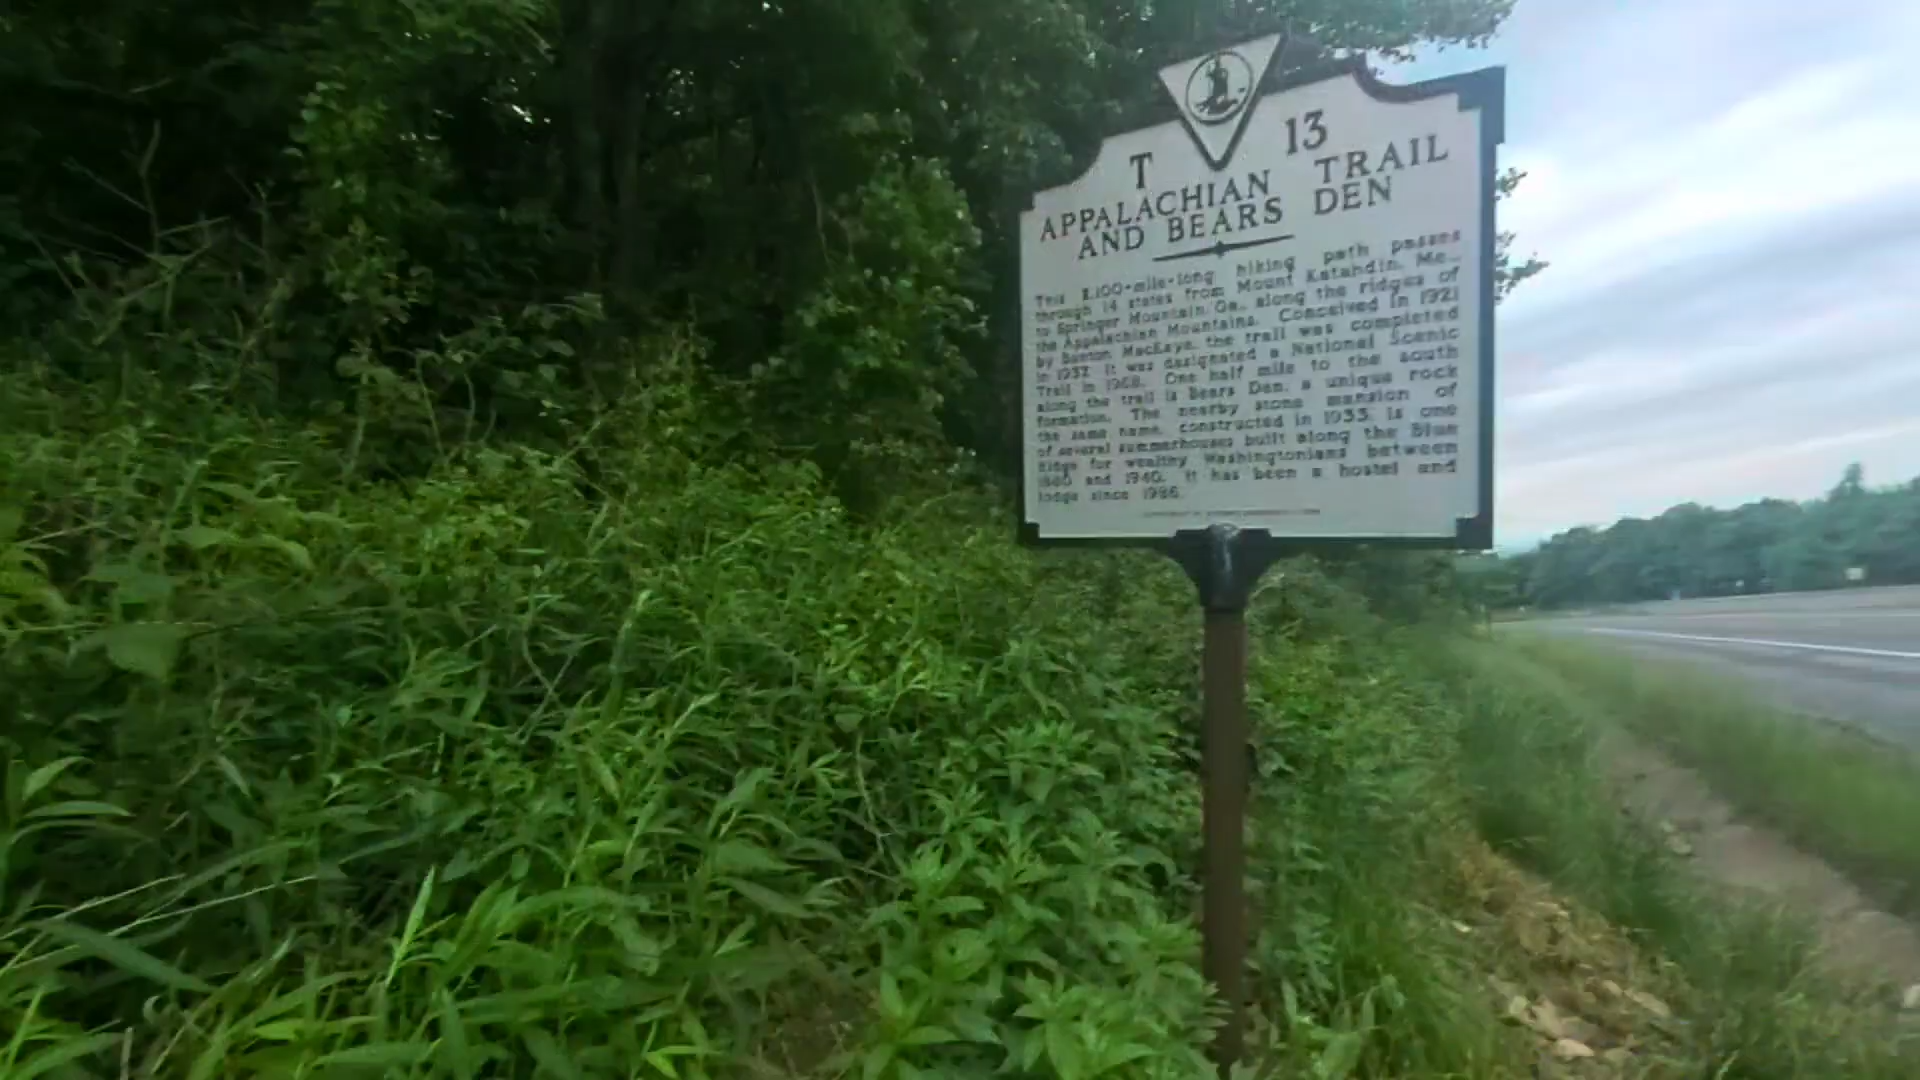 T 13
APPALACHIAN TRAIL
AND BEARS DEN
This 2,100-mile-long hiking path passes
through 14 states from Mount Katahdin, Me.,
to Springer Mountain, Ga., along the ridges of
the Appalachian Mountains. Conceived in 1921
by Benton MacKaye, the trail was completed
in 1937. It was designated a National Scenic
Trail in 1968. One half mile to the south
along the trail is Bears Den, a unique rock
formation. The nearby stone mansion of
the same name, constructed in 1933, is one
of several summerhouses built along the Blue
Ridge for wealthy Washingtonians between
1880 and 1940. It has been a hostel and
lodge since 1986.